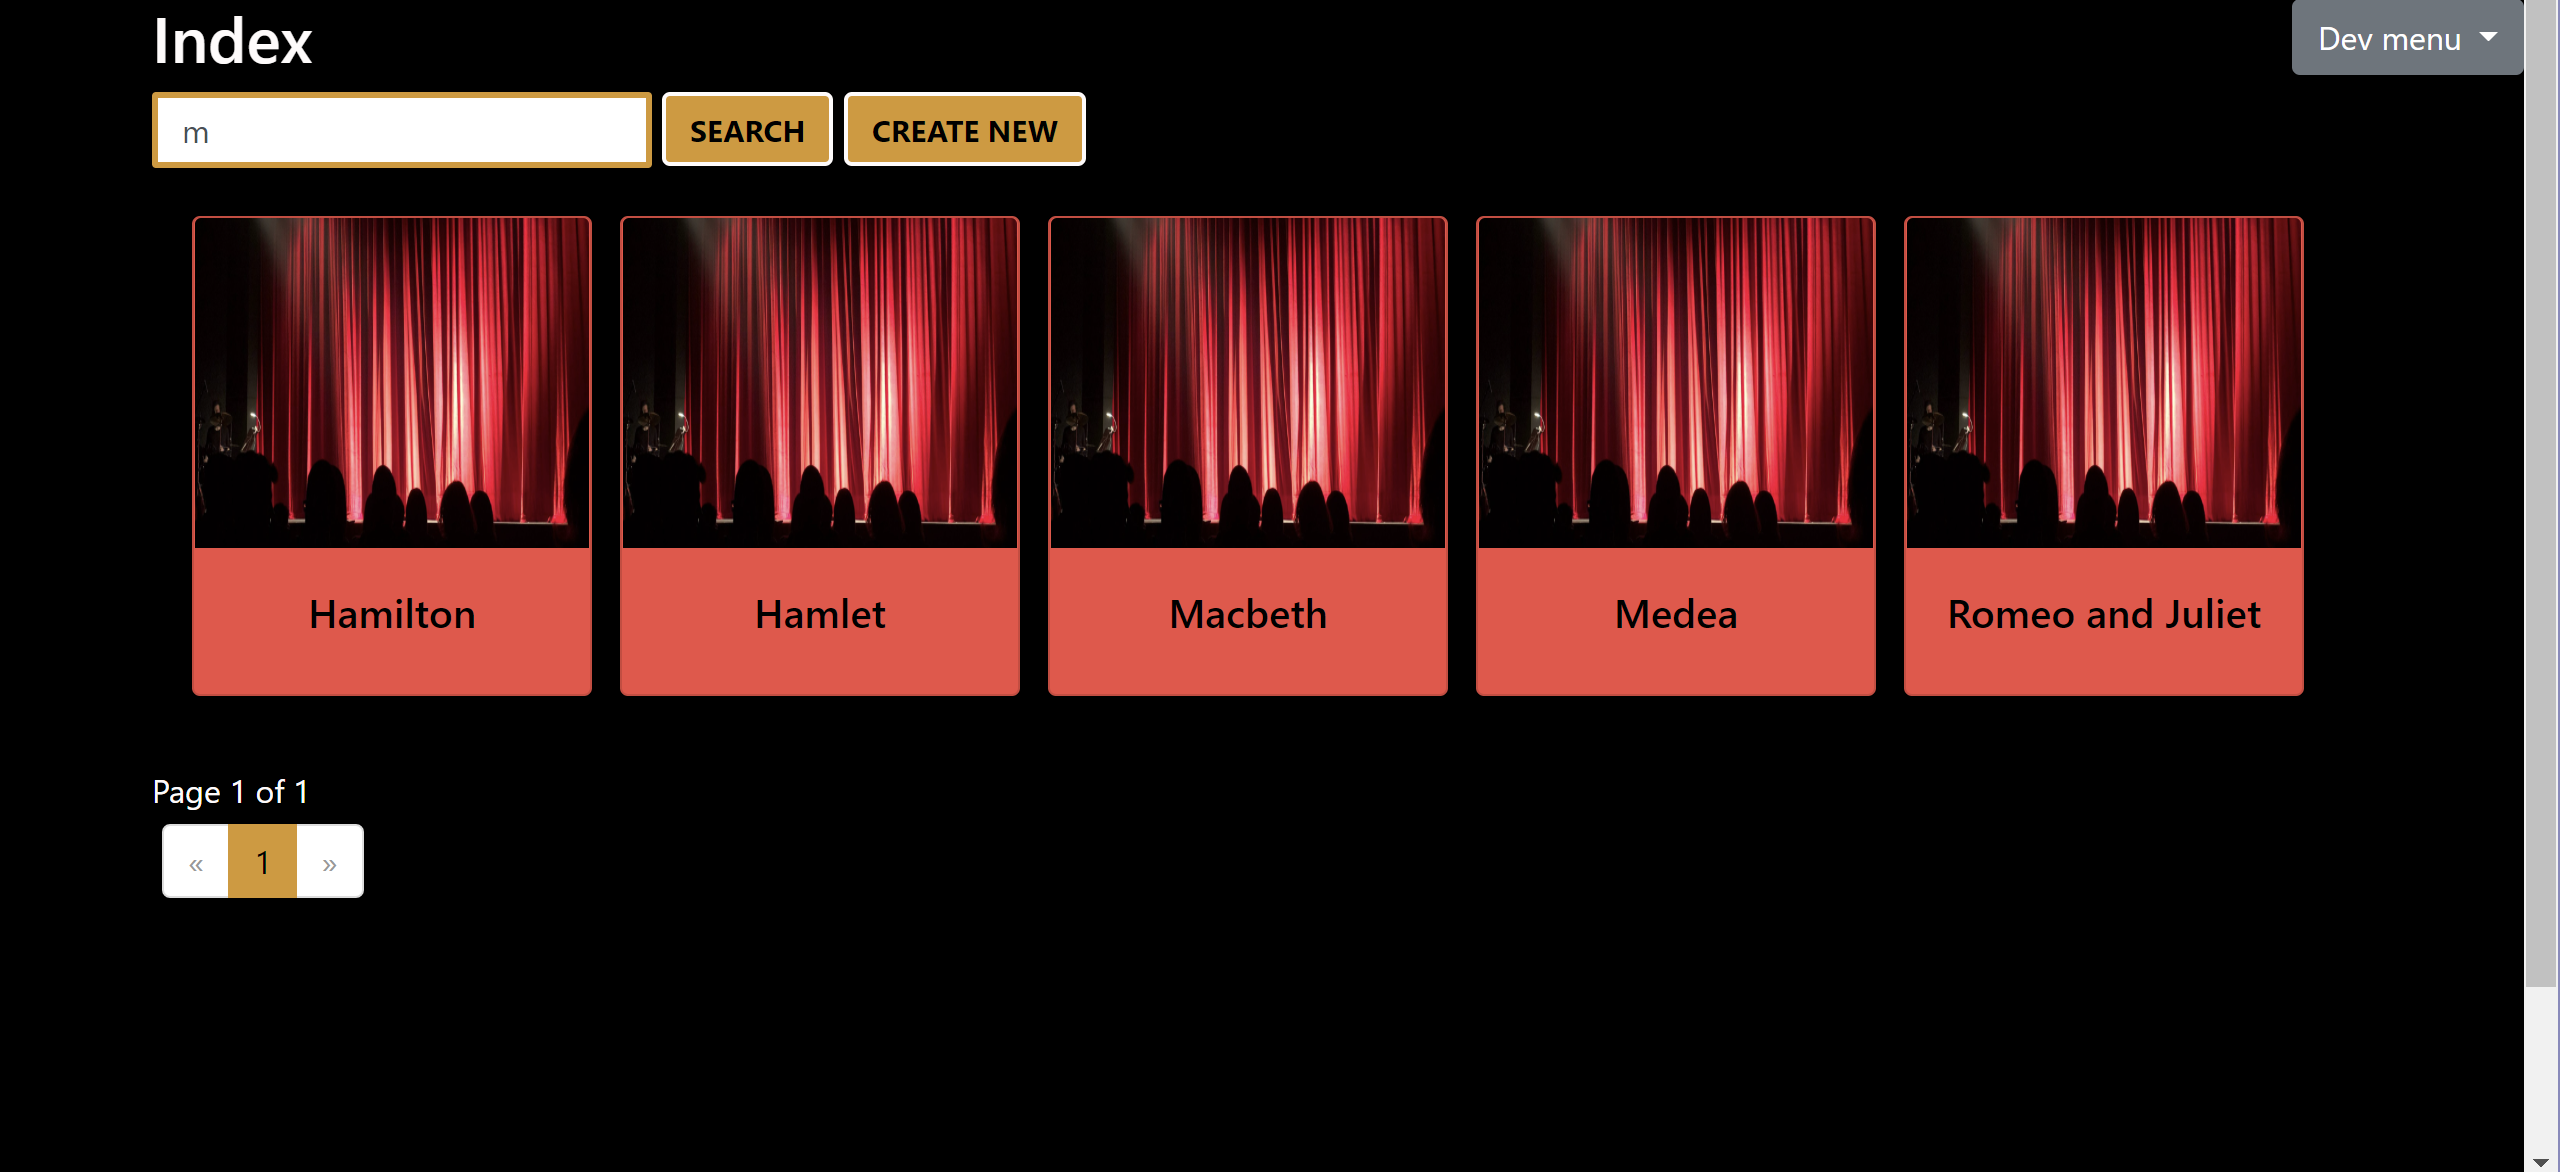 Index
Dev menu
m
SEARCH
CREATE NEW
Hamilton
Hamlet
Macbeth
Medea
Romeo and Juliet
Page 1 of 1
« 1 »